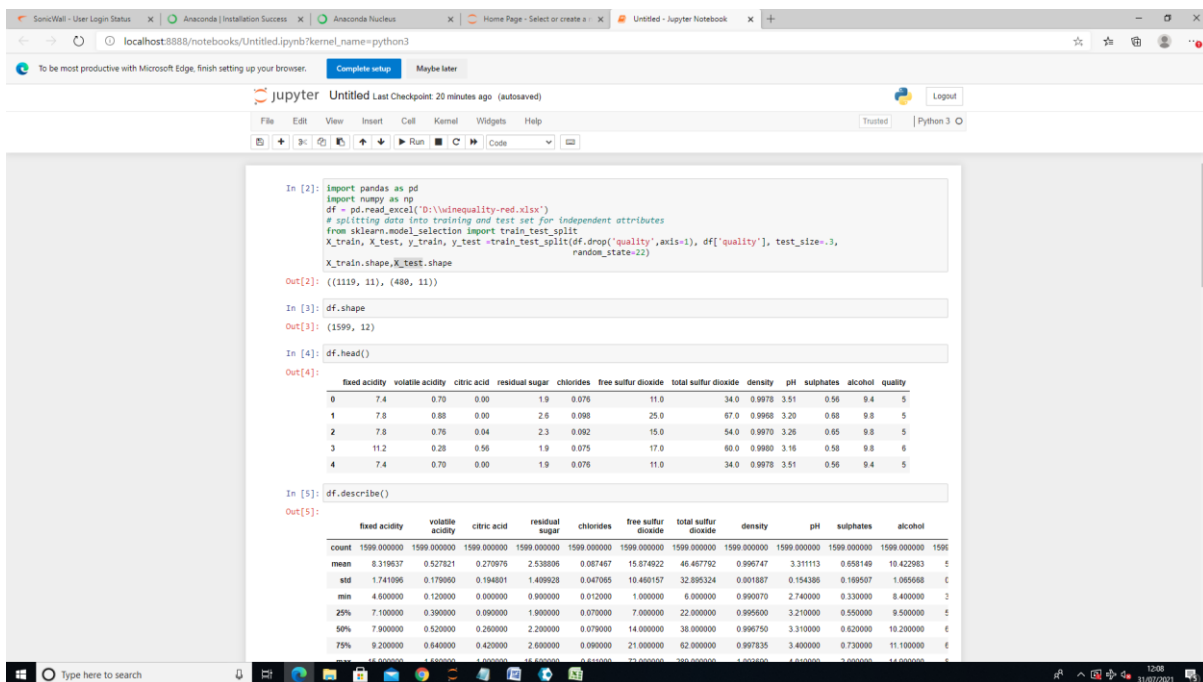 SonicWall - User Login Status Anaconda | Installation Success Anaconda Nucleus Home Page - Select or create a Untitled - Jupyter Notebook
localhost:8888/notebooks/Untitled.ipynb?kernel_name=python3
To be most productive with Microsoft Edge, finish setting up your browser. Complete setup Maybe later
jupyter Untitled Last Checkpoint: 20 minutes ago (autosaved) Logout
File Edit View Insert Cell Kernel Widgets Help Trusted Python 3
Run Code
In [2]: import pandas as pd
import numpy as np
df = pd.read_excel('D:\\winequality-red.xlsx')
# splitting data into training and test set for independent attributes
from sklearn.model_selection import train_test_split
X_train, X_test, y_train, y_test =train_test_split(df.drop('quality',axis=1), df['quality'], test_size=.3,
random_state=22)
X_train.shape,X_test.shape
Out[2]: ((1119, 11), (480, 11))
In [3]: df.shape
Out[3]: (1599, 12)
In [4]: df.head()
Out[4]:
fixed acidity volatile acidity citric acid residual sugar chlorides free sulfur dioxide total sulfur dioxide density pH sulphates alcohol quality
0 7.4 0.70 0.00 1.9 0.076 11.0 34.0 0.9978 3.51 0.56 9.4 5
1 7.8 0.88 0.00 2.6 0.098 25.0 67.0 0.9968 3.20 0.68 9.8 5
2 7.8 0.76 0.04 2.3 0.092 15.0 54.0 0.9970 3.26 0.65 9.8 5
3 11.2 0.28 0.56 1.9 0.075 17.0 60.0 0.9980 3.16 0.58 9.8 6
4 7.4 0.70 0.00 1.9 0.076 11.0 34.0 0.9978 3.51 0.56 9.4 5
In [5]: df.describe()
Out[5]:
fixed acidity volatile acidity citric acid residual sugar chlorides free sulfur dioxide total sulfur dioxide density pH sulphates alcohol
count 1599.000000 1599.000000 1599.000000 1599.000000 1599.000000 1599.000000 1599.000000 1599.000000 1599.000000 1599.000000 1599.000000
mean 8.319637 0.527821 0.270976 2.538806 0.087467 15.874922 46.467792 0.996747 3.311113 0.658149 10.422983
std 1.741096 0.179060 0.194801 1.409928 0.047065 10.460157 32.895324 0.001887 0.154386 0.169507 1.065668
min 4.600000 0.120000 0.000000 0.900000 0.012000 1.000000 6.000000 0.990070 2.740000 0.330000 8.400000
25% 7.100000 0.390000 0.090000 1.900000 0.070000 7.000000 22.000000 0.995600 3.210000 0.550000 9.500000
50% 7.900000 0.520000 0.260000 2.200000 0.079000 14.000000 38.000000 0.996750 3.310000 0.620000 10.200000
75% 9.200000 0.640000 0.420000 2.600000 0.090000 21.000000 62.000000 0.997835 3.400000 0.730000 11.100000
Type here to search 12:08
31/07/2021